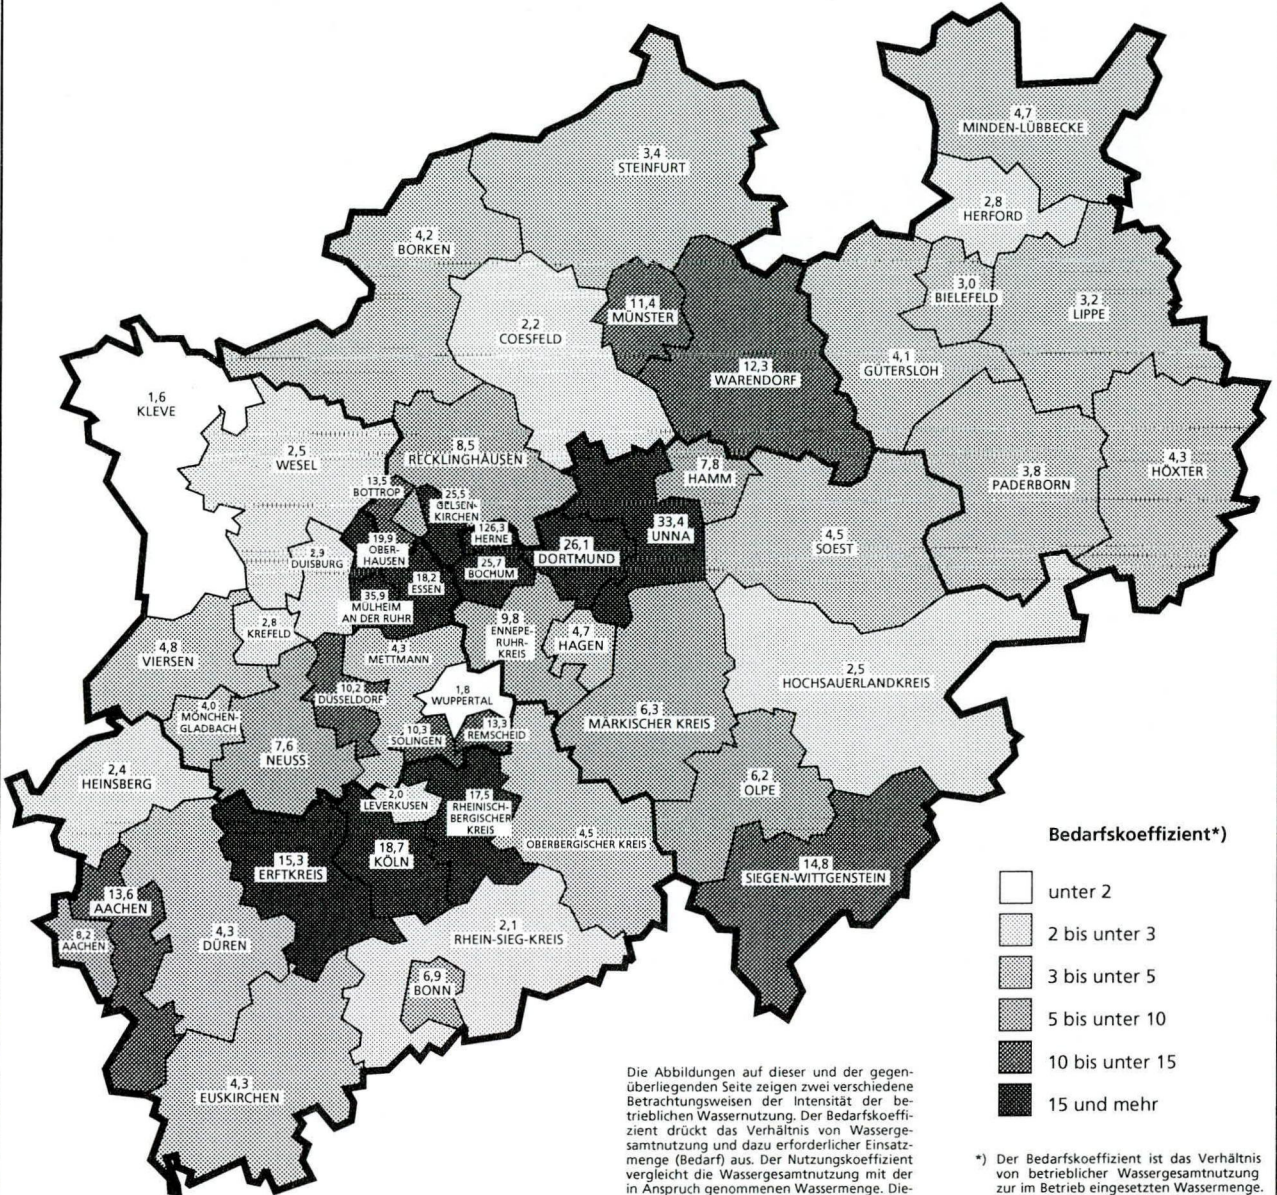 4,7
MINDEN-LÜBBECKE
3,4
STEINFURT
2,8
HERFORD
4,2
BORKEN
3,0
BIELEFELD
3,2
LIPPE
11,4
MÜNSTER
2,2
COESFELD
12,3
WARENDORF
4,1
GÜTERSLOH
1,6
KLEVE
2,5
WESEL
8,5
RECKLINGHAUSEN
7,8
HAMM
3,8
PADERBORN
4,3
HÖXTER
13,5
BOTTROP
25,5
GELSEN-
KIRCHEN
126,3
HERNE
33,4
UNNA
26,1
DORTMUND
4,5
SOEST
19,9
OBER-
HAUSEN
25,7
BOCHUM
2,9
DUISBURG
18,2
ESSEN
35,9
MÜLHEIM
AN DER RUHR
2,8
KREFELD
9,8
ENNEPE-
RUHR-
KREIS
4,7
HAGEN
4,8
VIERSEN
4,3
METTMANN
2,5
HOCHSAUERLANDKREIS
4,0
MÖNCHEN-
GLADBACH
10,2
DÜSSELDORF
1,8
WUPPERTAL
6,3
MÄRKISCHER KREIS
10,3
SOLINGEN
13,3
REMSCHEID
7,6
NEUSS
2,4
HEINSBERG
2,0
LEVERKUSEN
17,5
RHEINISCH-
BERGISCHER
KREIS
6,2
OLPE
4,5
OBERBERGISCHER KREIS
15,3
ERFTKREIS
18,7
KÖLN
14,8
SIEGEN-WITTGENSTEIN
13,6
AACHEN
8,2
AACHEN
4,3
DÜREN
2,1
RHEIN-SIEG-KREIS
6,9
BONN
4,3
EUSKIRCHEN
Bedarfskoeffizient*)
unter 2
2 bis unter 3
3 bis unter 5
5 bis unter 10
10 bis unter 15
15 und mehr
Die Abbildungen auf dieser und der gegen-
überliegenden Seite zeigen zwei verschiedene
Betrachtungsweisen der Intensität der be-
trieblichen Wassernutzung. Der Bedarfskoeffi-
zient drückt das Verhältnis von Wasserge-
samtnutzung und dazu erforderlicher Einsatz-
menge (Bedarf) aus. Der Nutzungskoeffizient
vergleicht die Wassergesamtnutzung mit der
in Anspruch genommenen Wassermenge. Die-
*) Der Bedarfskoeffizient ist das Verhältnis
von betrieblicher Wassergesamtnutzung
zur im Betrieb eingesetzten Wassermenge.